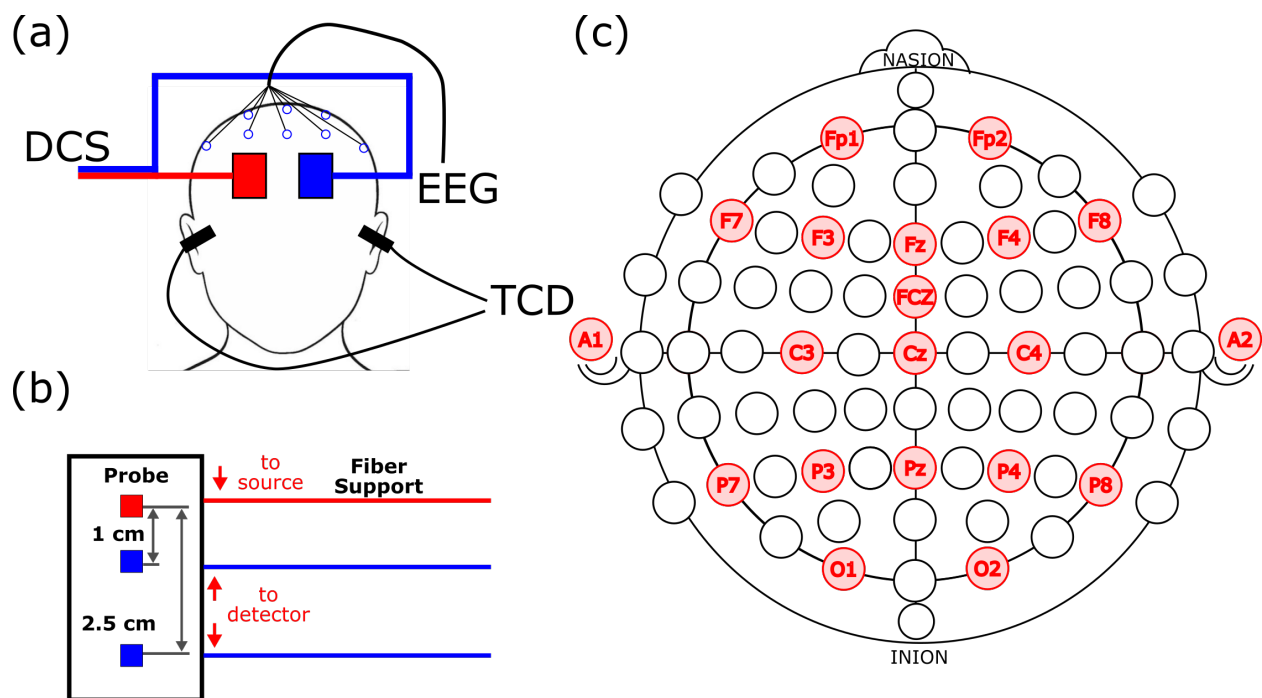 (a)
DCS
EEG
TCD
(b)
Probe
1 cm
2.5 cm
to
source
Fiber
Support
to
detector
(c)
NASION
Fp1
Fp2
F7
F3
Fz
F4
F8
FCZ
A1
C3
Cz
C4
A2
P7
P3
Pz
P4
P8
O1
O2
INION